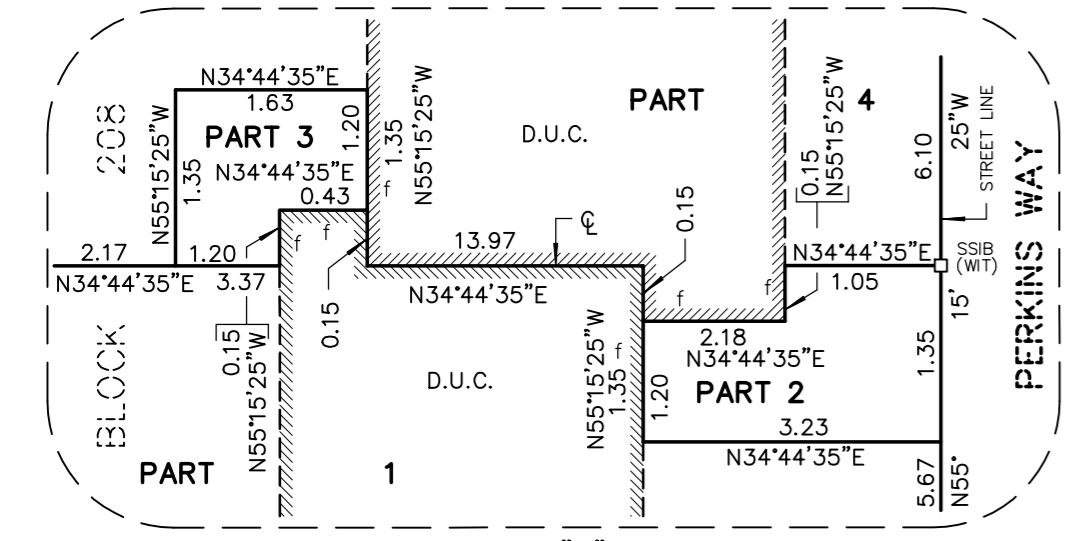 N34°44'35"E
1.63
PART 3
N34°44'35"E
0.43
1.20
1.35
N55°15'25"W
208
N55°15'25"W
1.35
f
D.U.C.
PART
4
0.15
N55°15'25"W
6.10
25"W
STREET LINE
PERKINS WAY
2.17
1.20
N34°44'35"E
3.37
f
f
0.15
13.97
℄
N34°44'35"E
0.15
N34°44'35"E
1.05
SSIB
(WIT)
15'
f
f
2.18
N34°44'35"E
PART 2
BLOCK
0.15
N55°15'25"W
D.U.C.
N55°15'25"W
1.35
f
1.20
1.35
3.23
N34°44'35"E
5.67
N55°
PART
1